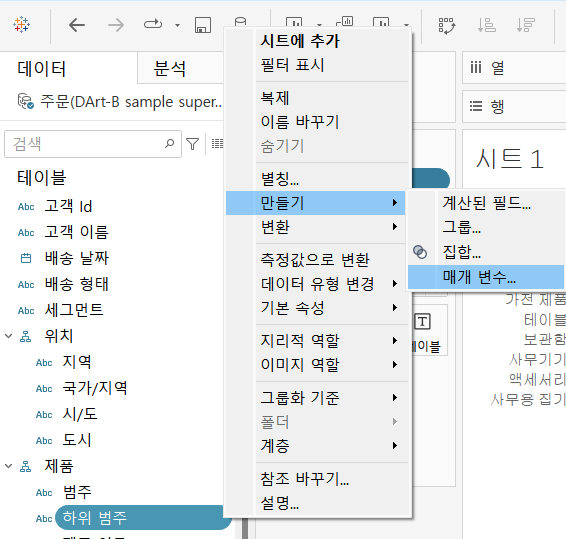 데이터
분석
주문(DArt-B sample super...
검색
테이블
Abc 고객 Id
Abc 고객 이름
배송 날짜
Abc 배송 형태
Abc 세그먼트
위치
Abc 지역
Abc 국가/지역
Abc 시/도
Abc 도시
제품
Abc 범주
Abc 하위 범주
시트에 추가
필터 표시
복제
이름 바꾸기
숨기기
별칭...
만들기
변환
측정값으로 변환
데이터 유형 변경
기본 속성
지리적 역할
이미지 역할
그룹화 기준
폴더
계층
참조 바꾸기...
설명...
계산된 필드...
그룹...
집합...
매개 변수...
열
행
시트 1
가전 제품
테이블
보관함
사무기기
액세서리
사무용 집기